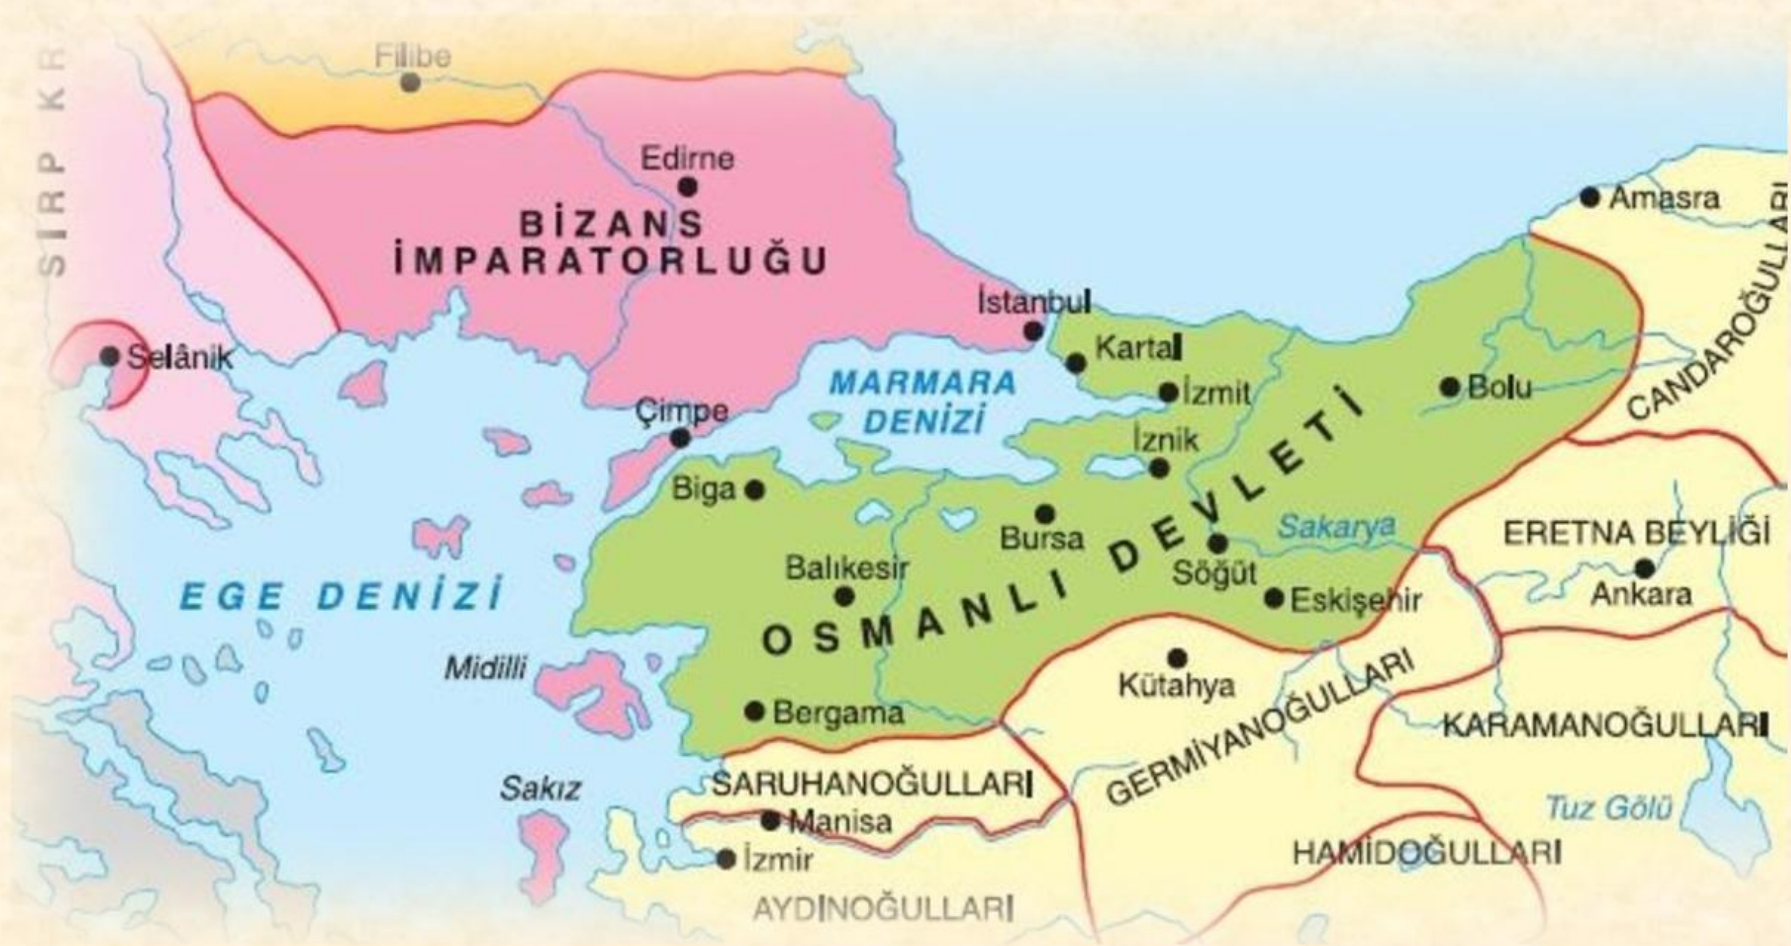 SIRP KR
Filibe
Edirne
BİZANS
İMPARATORLUĞU
Amasra
CANDAROĞULLARI
İstanbul
Selânik
Kartal
MARMARA
DENİZİ
İzmit
Bolu
Çimpe
İznik
Biga
Bursa
Sakarya
ERETNA BEYLİĞİ
Balıkesir
Söğüt
Ankara
EGE DENİZİ
Eskişehir
OSMANLI DEVLETİ
Midilli
Kütahya
Bergama
GERMİYANOĞULLARI
KARAMANOĞULLARI
SARUHANOĞULLARI
Sakız
Tuz Gölü
Manisa
İzmir
HAMİDOĞULLARI
AYDINOĞULLARI